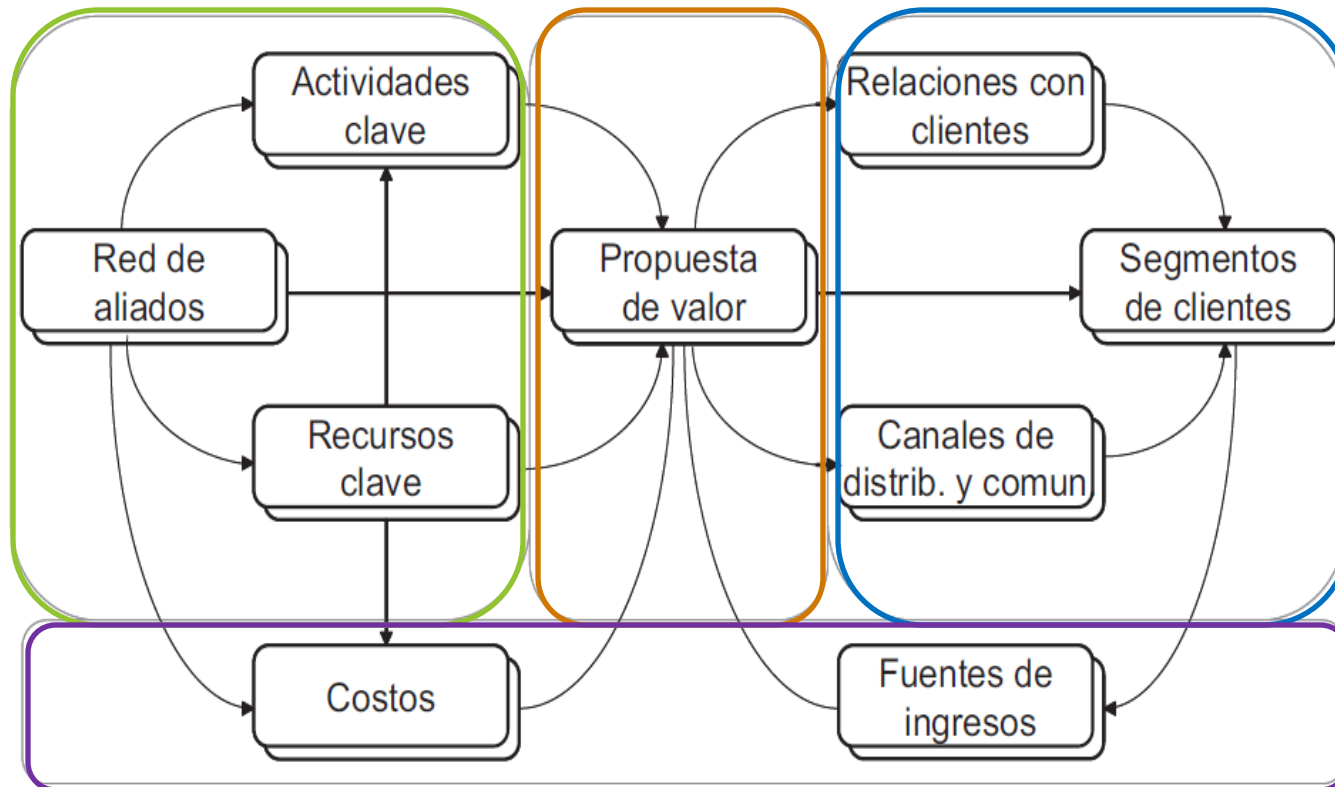 Actividades
clave
Relaciones con
clientes
Red de
aliados
Propuesta
de valor
Segmentos
de clientes
Recursos
clave
Canales de
distrib. y comun
Costos
Fuentes de
ingresos